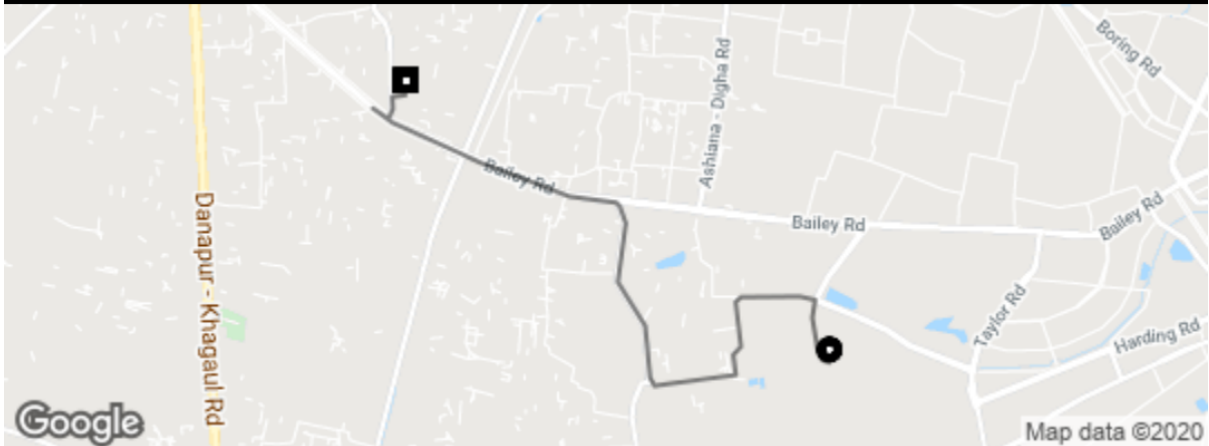 Boring Rd
Ashiana - Digha Rd
Bailey Rd
Danapur - Khagaul Rd
Bailey Rd
Bailey Rd
Taylor Rd
Harding Rd
Google
Map data ©2020